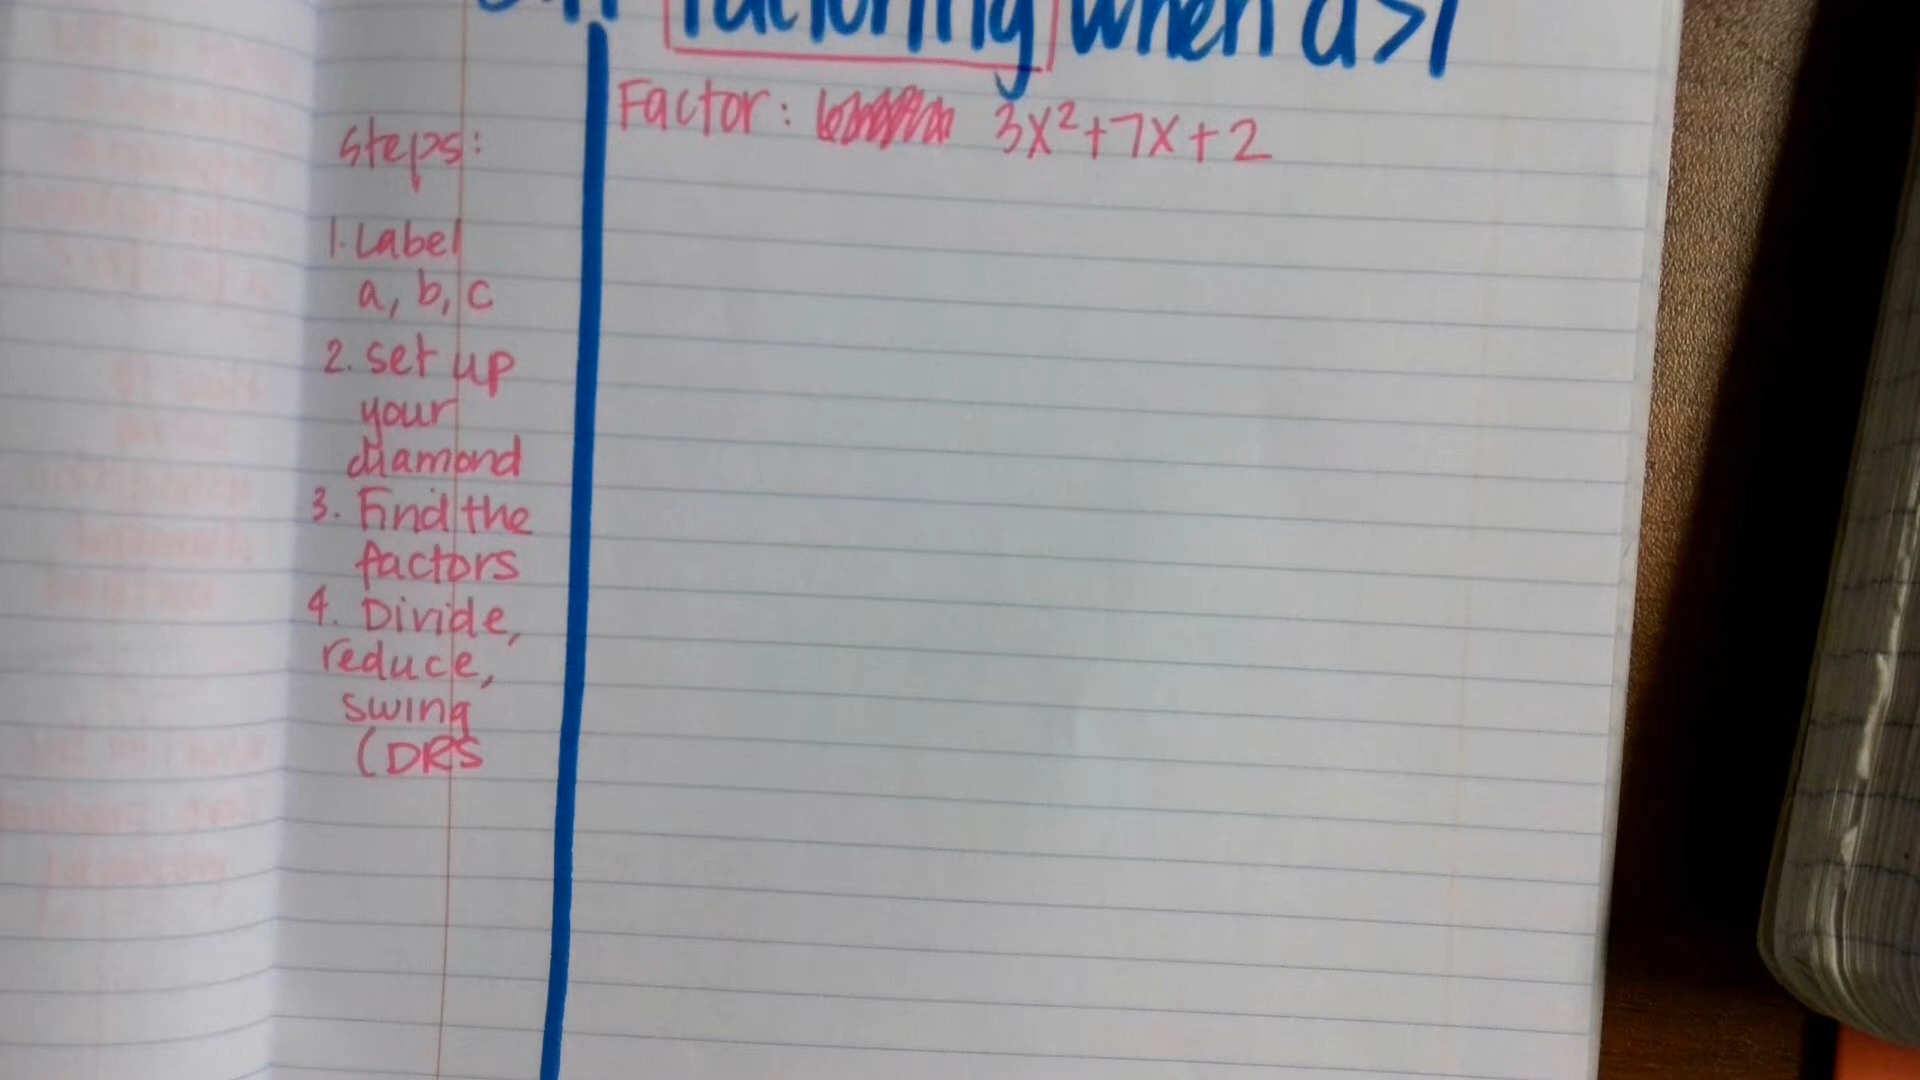 factoring when a>1
Factor: 3x²+7x+2
steps:
1. Label
a, b, c
2. set up
your
diamond
3. Find the
factors
4. Divide,
reduce,
swing
(DRS